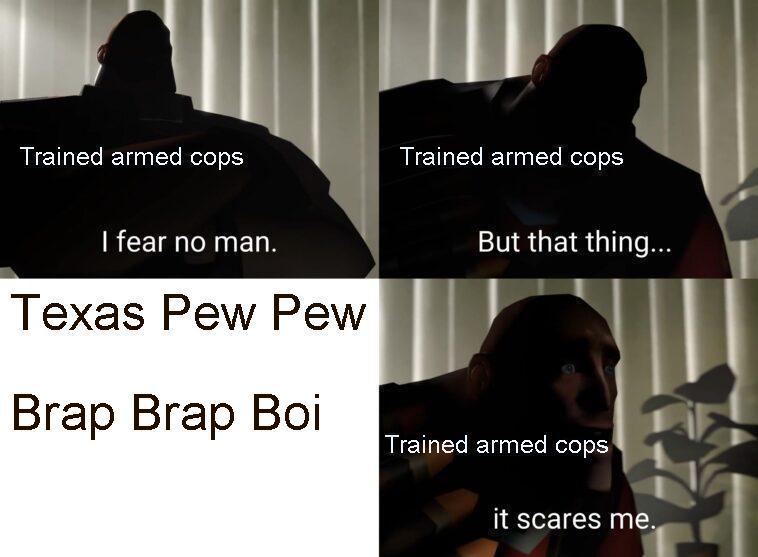 Trained armed cops
I fear no man.
Trained armed cops
But that thing...
Texas Pew Pew
Brap Brap Boi
Trained armed cops
it scares me.